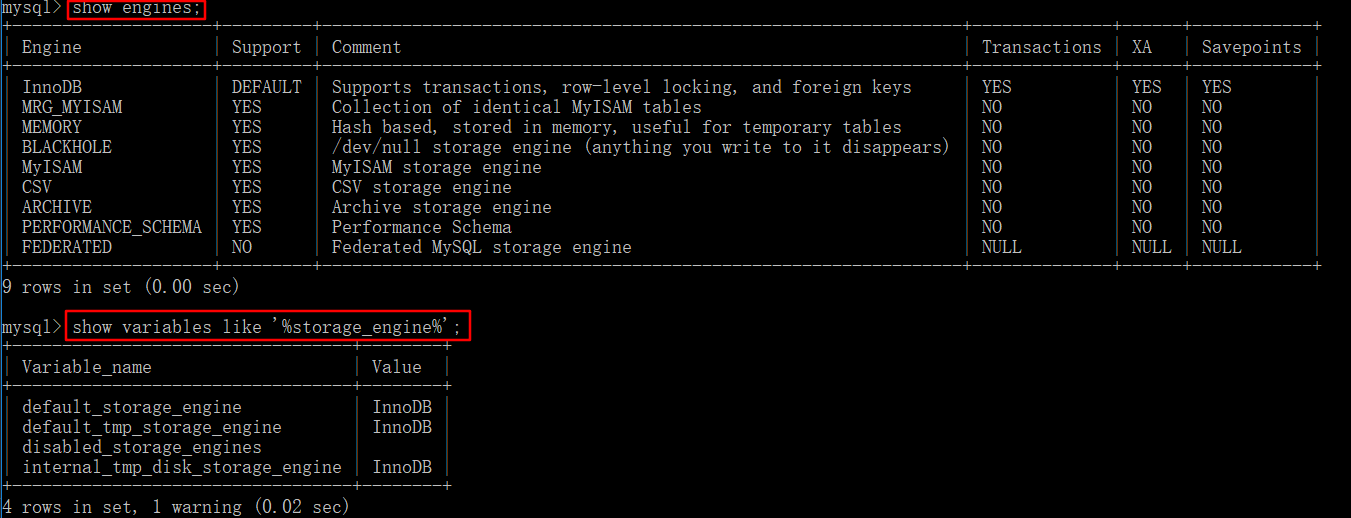 mysql> show engines;
Engine Support Comment Transactions XA Savepoints
InnoDB DEFAULT Supports transactions, row-level locking, and foreign keys YES YES YES
MRG_MYISAM YES Collection of identical MyISAM tables NO NO NO
MEMORY YES Hash based, stored in memory, useful for temporary tables NO NO NO
BLACKHOLE YES /dev/null storage engine (anything you write to it disappears) NO NO NO
MyISAM YES MyISAM storage engine NO NO NO
CSV YES CSV storage engine NO NO NO
ARCHIVE YES Archive storage engine NO NO NO
PERFORMANCE_SCHEMA YES Performance Schema NO NO NO
FEDERATED NO Federated MySQL storage engine NULL NULL NULL
9 rows in set (0.00 sec)
mysql> show variables like '%storage_engine%';
Variable_name Value
default_storage_engine InnoDB
default_tmp_storage_engine InnoDB
disabled_storage_engines
internal_tmp_disk_storage_engine InnoDB
4 rows in set, 1 warning (0.02 sec)